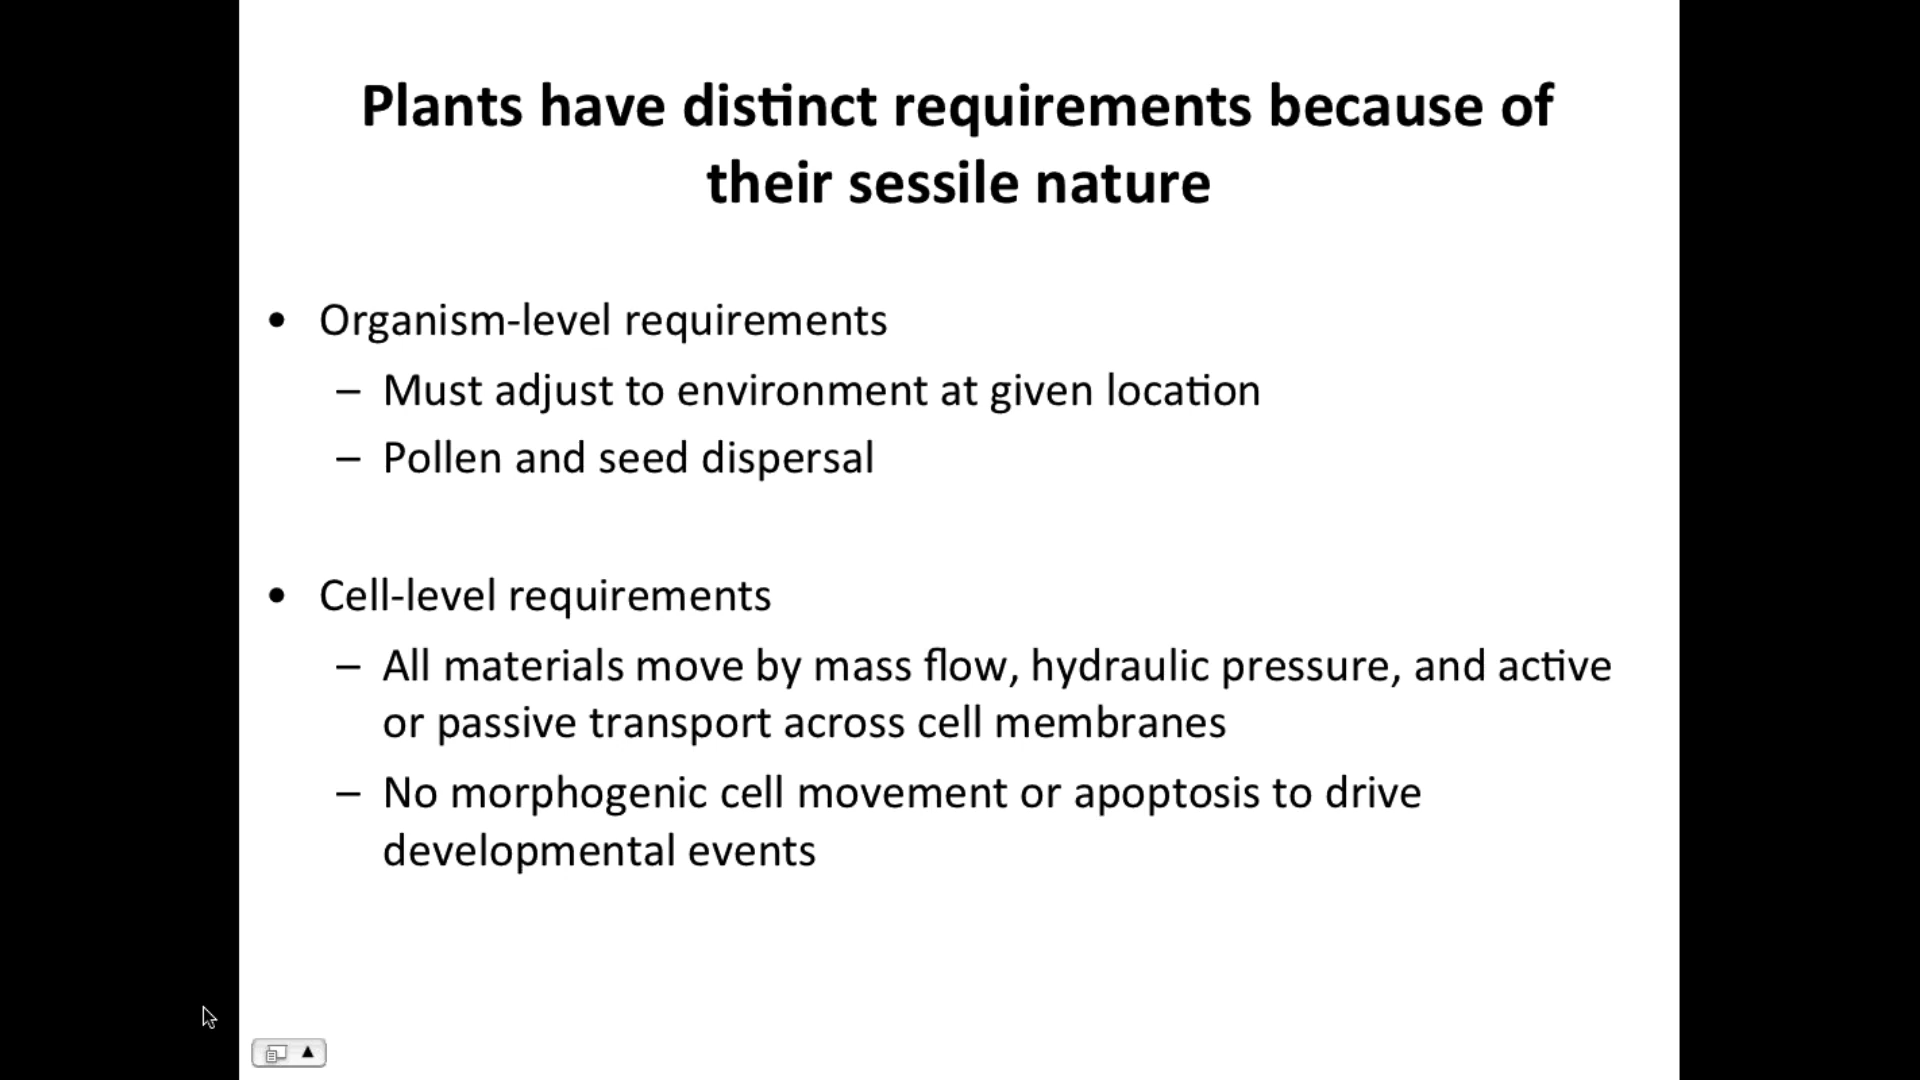 Plants have distinct requirements because of
their sessile nature
• Organism-level requirements
– Must adjust to environment at given location
– Pollen and seed dispersal
• Cell-level requirements
– All materials move by mass flow, hydraulic pressure, and active
or passive transport across cell membranes
– No morphogenic cell movement or apoptosis to drive
developmental events